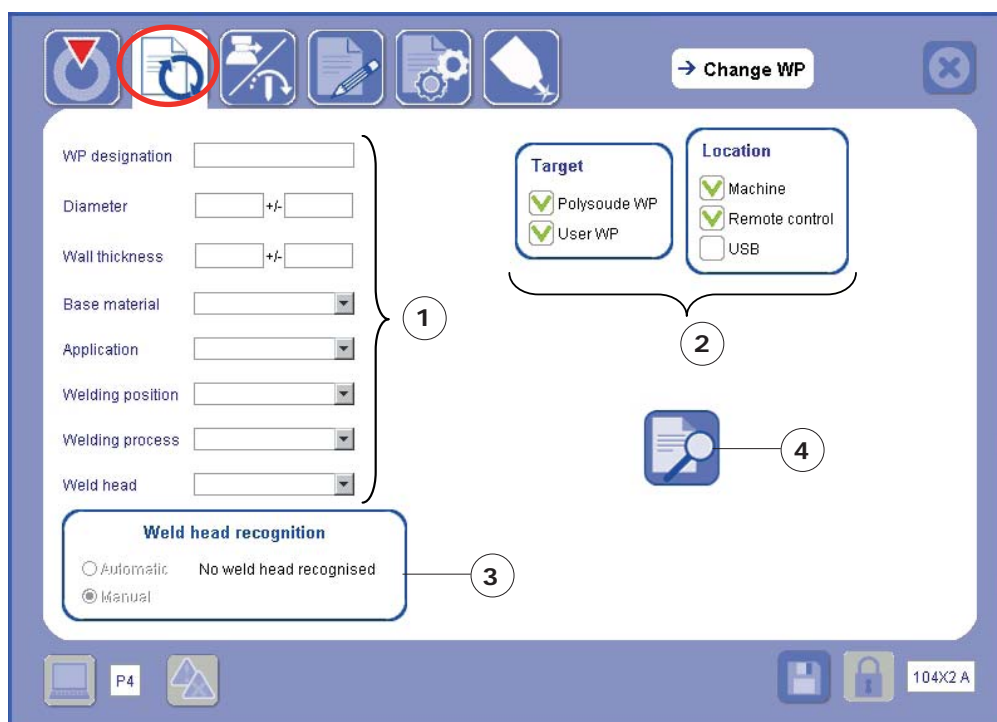 → Change WP
WP designation
Diameter +/-
Wall thickness +/-
Base material
Application
Welding position
Welding process
Weld head
1
Target
Polysoude WP
User WP
Location
Machine
Remote control
USB
2
4
Weld head recognition
Automatic No weld head recognised
Manual
3
P4
104X2 A